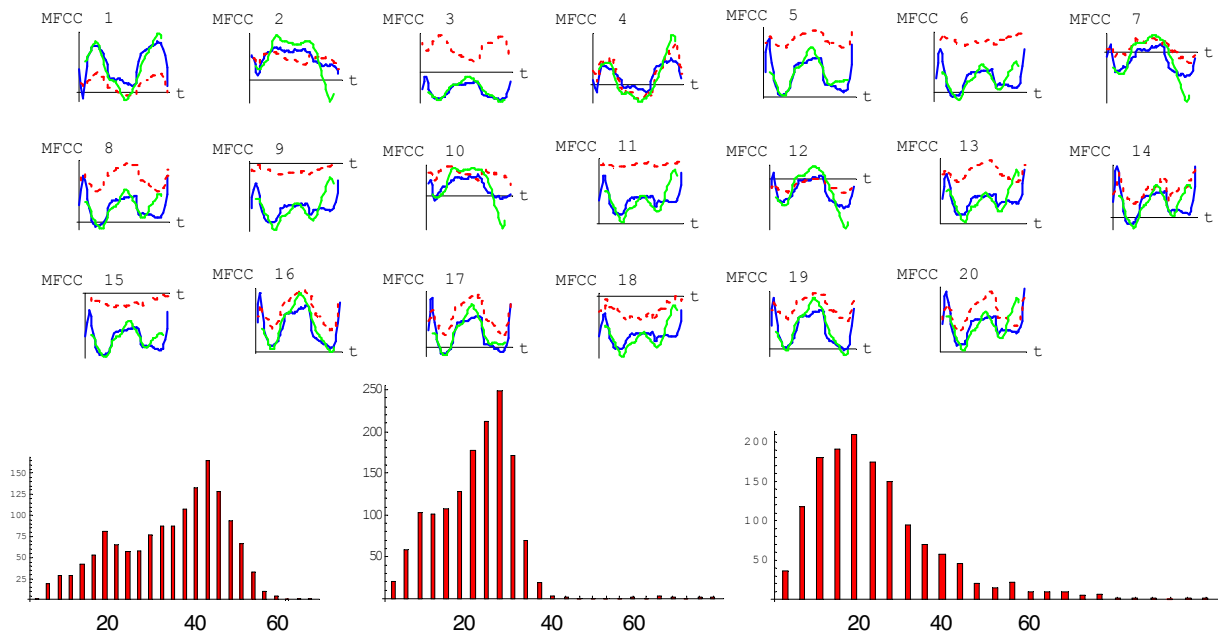 MFCC 1
MFCC 2
MFCC 3
MFCC 4
MFCC 5
MFCC 6
MFCC 7
t
t
t
t
t
t
t
MFCC 8
MFCC 9
MFCC 10
MFCC 11
MFCC 12
MFCC 13
MFCC 14
t
t
t
t
t
t
t
MFCC 15
MFCC 16
MFCC 17
MFCC 18
MFCC 19
MFCC 20
t
t
t
t
t
t
150
125
100
75
50
25
20 40 60
250
200
150
100
50
20 40 60
200
150
100
50
20 40 60